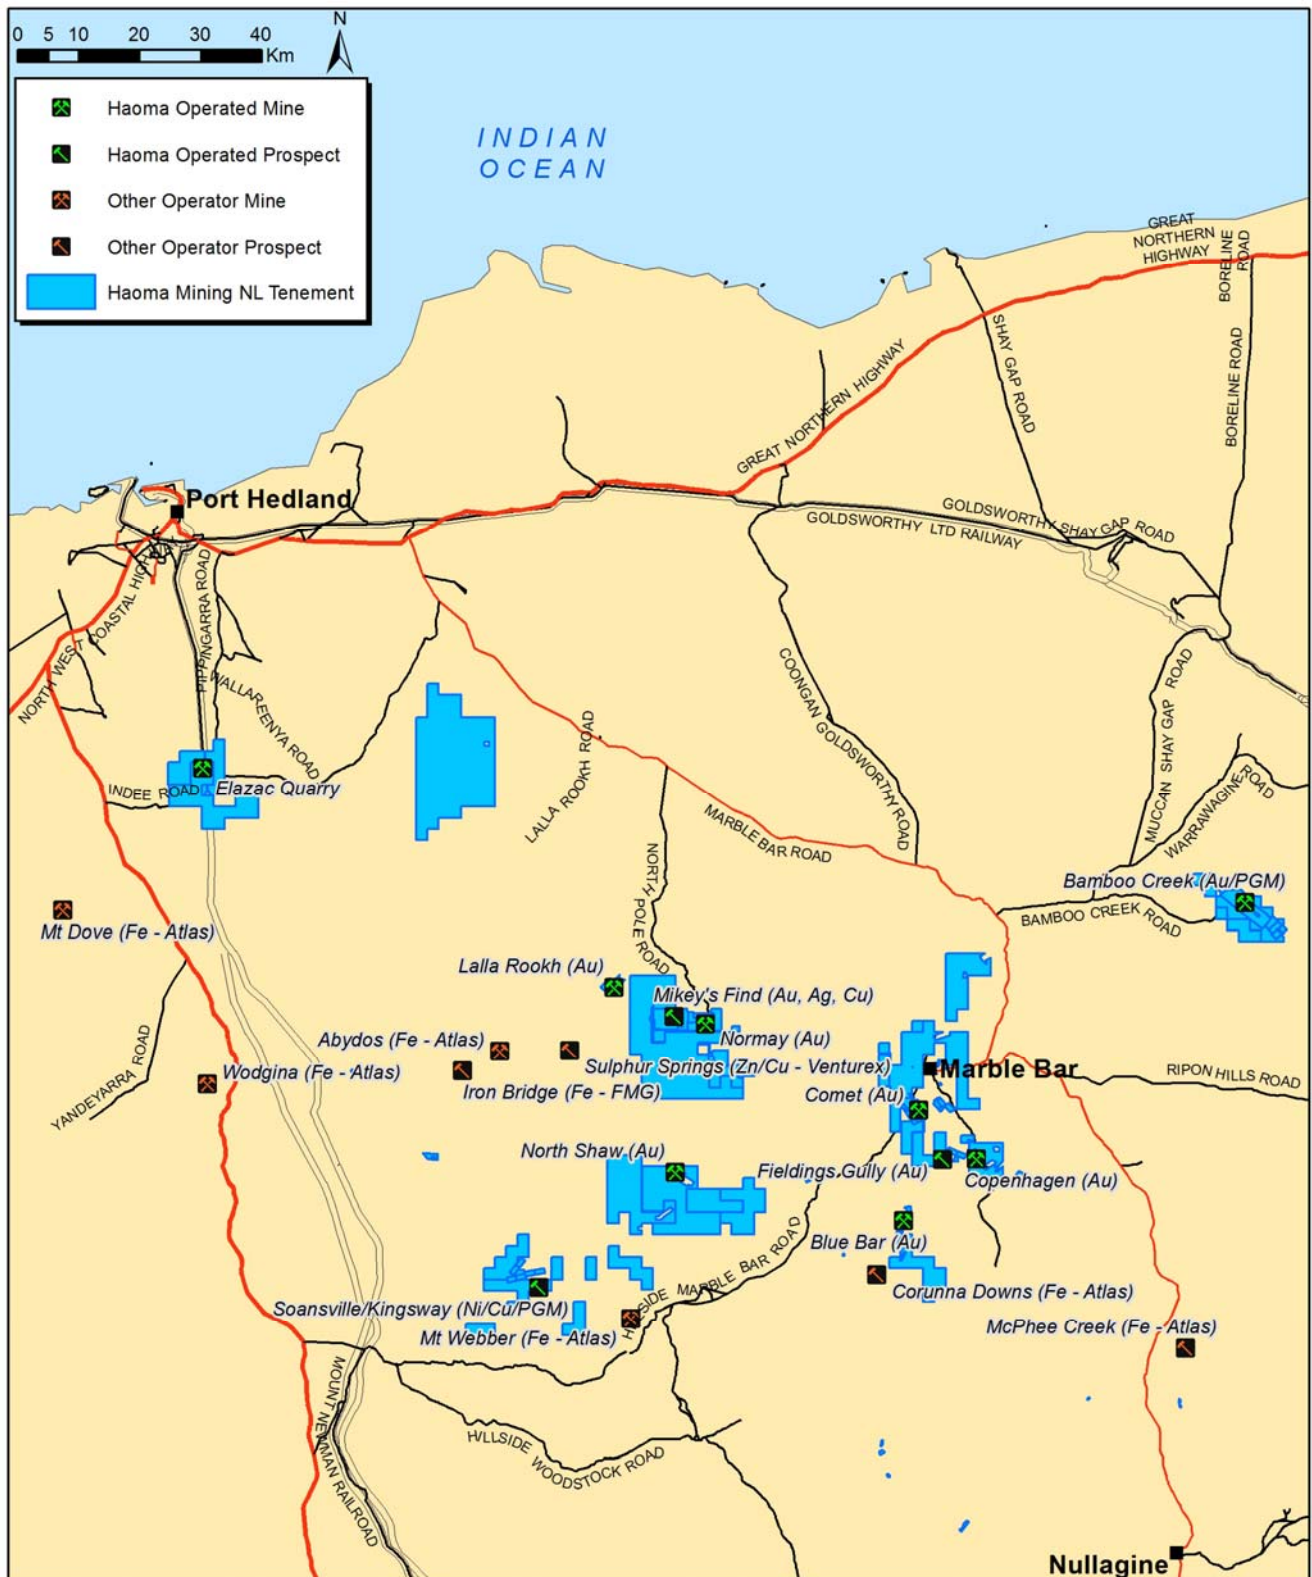 N
0 5 10 20 30 40
Km
Haoma Operated Mine
Haoma Operated Prospect
Other Operator Mine
Other Operator Prospect
Haoma Mining NL Tenement
INDIAN
OCEAN
GREAT
NORTHERN
HIGHWAY
BORELINE
ROAD
SHAY GAP ROAD
BORELINE ROAD
GREAT NORTHERN HIGHWAY
Port Hedland
GOLDSWORTHY SHAY GAP ROAD
GOLDSWORTHY LTD RAILWAY
NORTH WEST COASTAL HIGHWAY
PIPPINGARRA ROAD
WALLAREENYA ROAD
COONGAN GOLDSWORTHY ROAD
MUCCAN SHAY GAP ROAD
WARRAWAGINE ROAD
LALLA ROOKH ROAD
INDEE ROAD
Elazac Quarry
MARBLE BAR ROAD
NORTH POLE ROAD
Bamboo Creek (Au/PGM)
BAMBOO CREEK ROAD
Mt Dove (Fe - Atlas)
Lalla Rookh (Au)
Mikey's Find (Au, Ag, Cu)
Normay (Au)
Abydos (Fe - Atlas)
Sulphur Springs (Zn/Cu - Venturex)
Marble Bar
RIPON HILLS ROAD
YANDEYARRA ROAD
Wodgina (Fe - Atlas)
Iron Bridge (Fe - FMG)
Comet (Au)
North Shaw (Au)
Fieldings Gully (Au)
Copenhagen (Au)
Blue Bar (Au)
HILLSIDE MARBLE BAR ROAD
Corunna Downs (Fe - Atlas)
Soansville/Kingsway (Ni/Cu/PGM)
McPhee Creek (Fe - Atlas)
Mt Webber (Fe - Atlas)
MOUNT NEWMAN RAILROAD
HILLSIDE WOODSTOCK ROAD
Nullagine